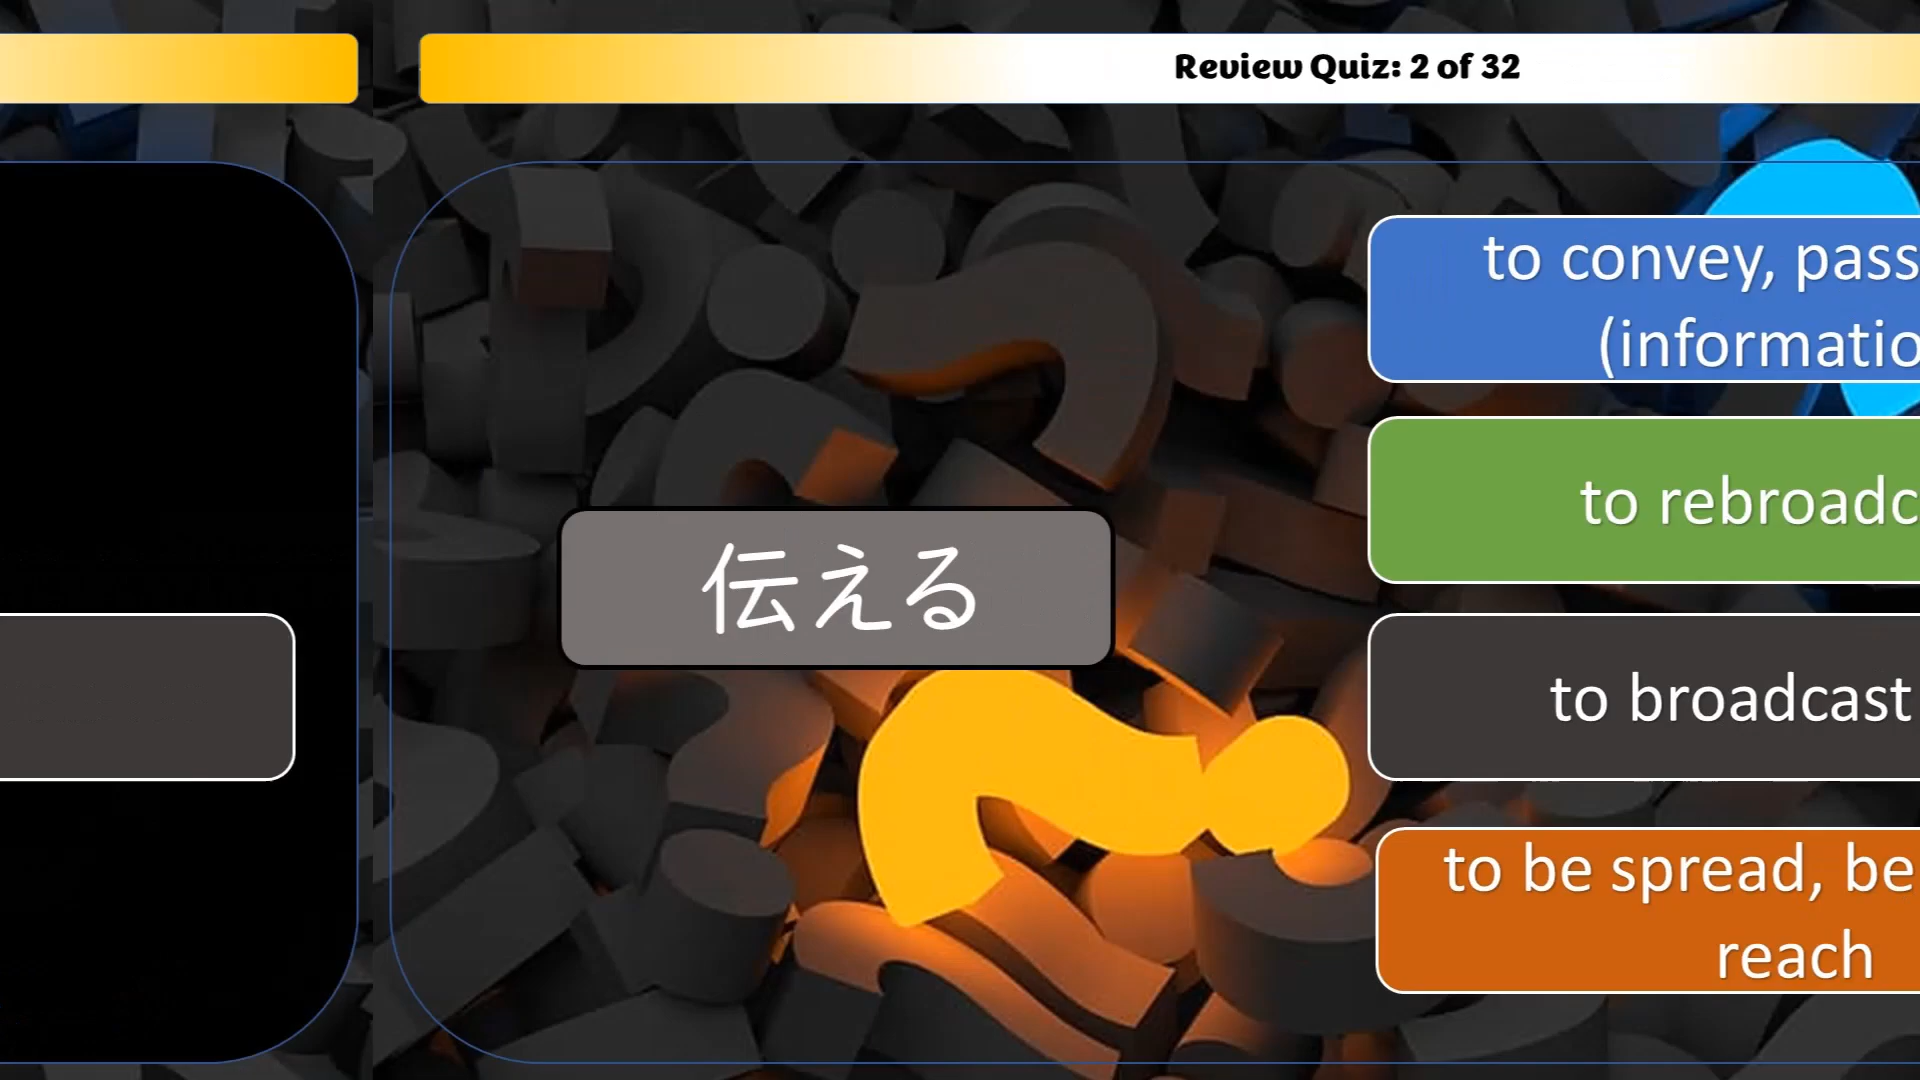 Review Quiz: 2 of 32
伝える
to convey, pass
(informatio
to rebroadc
to broadcast
to be spread, be
reach